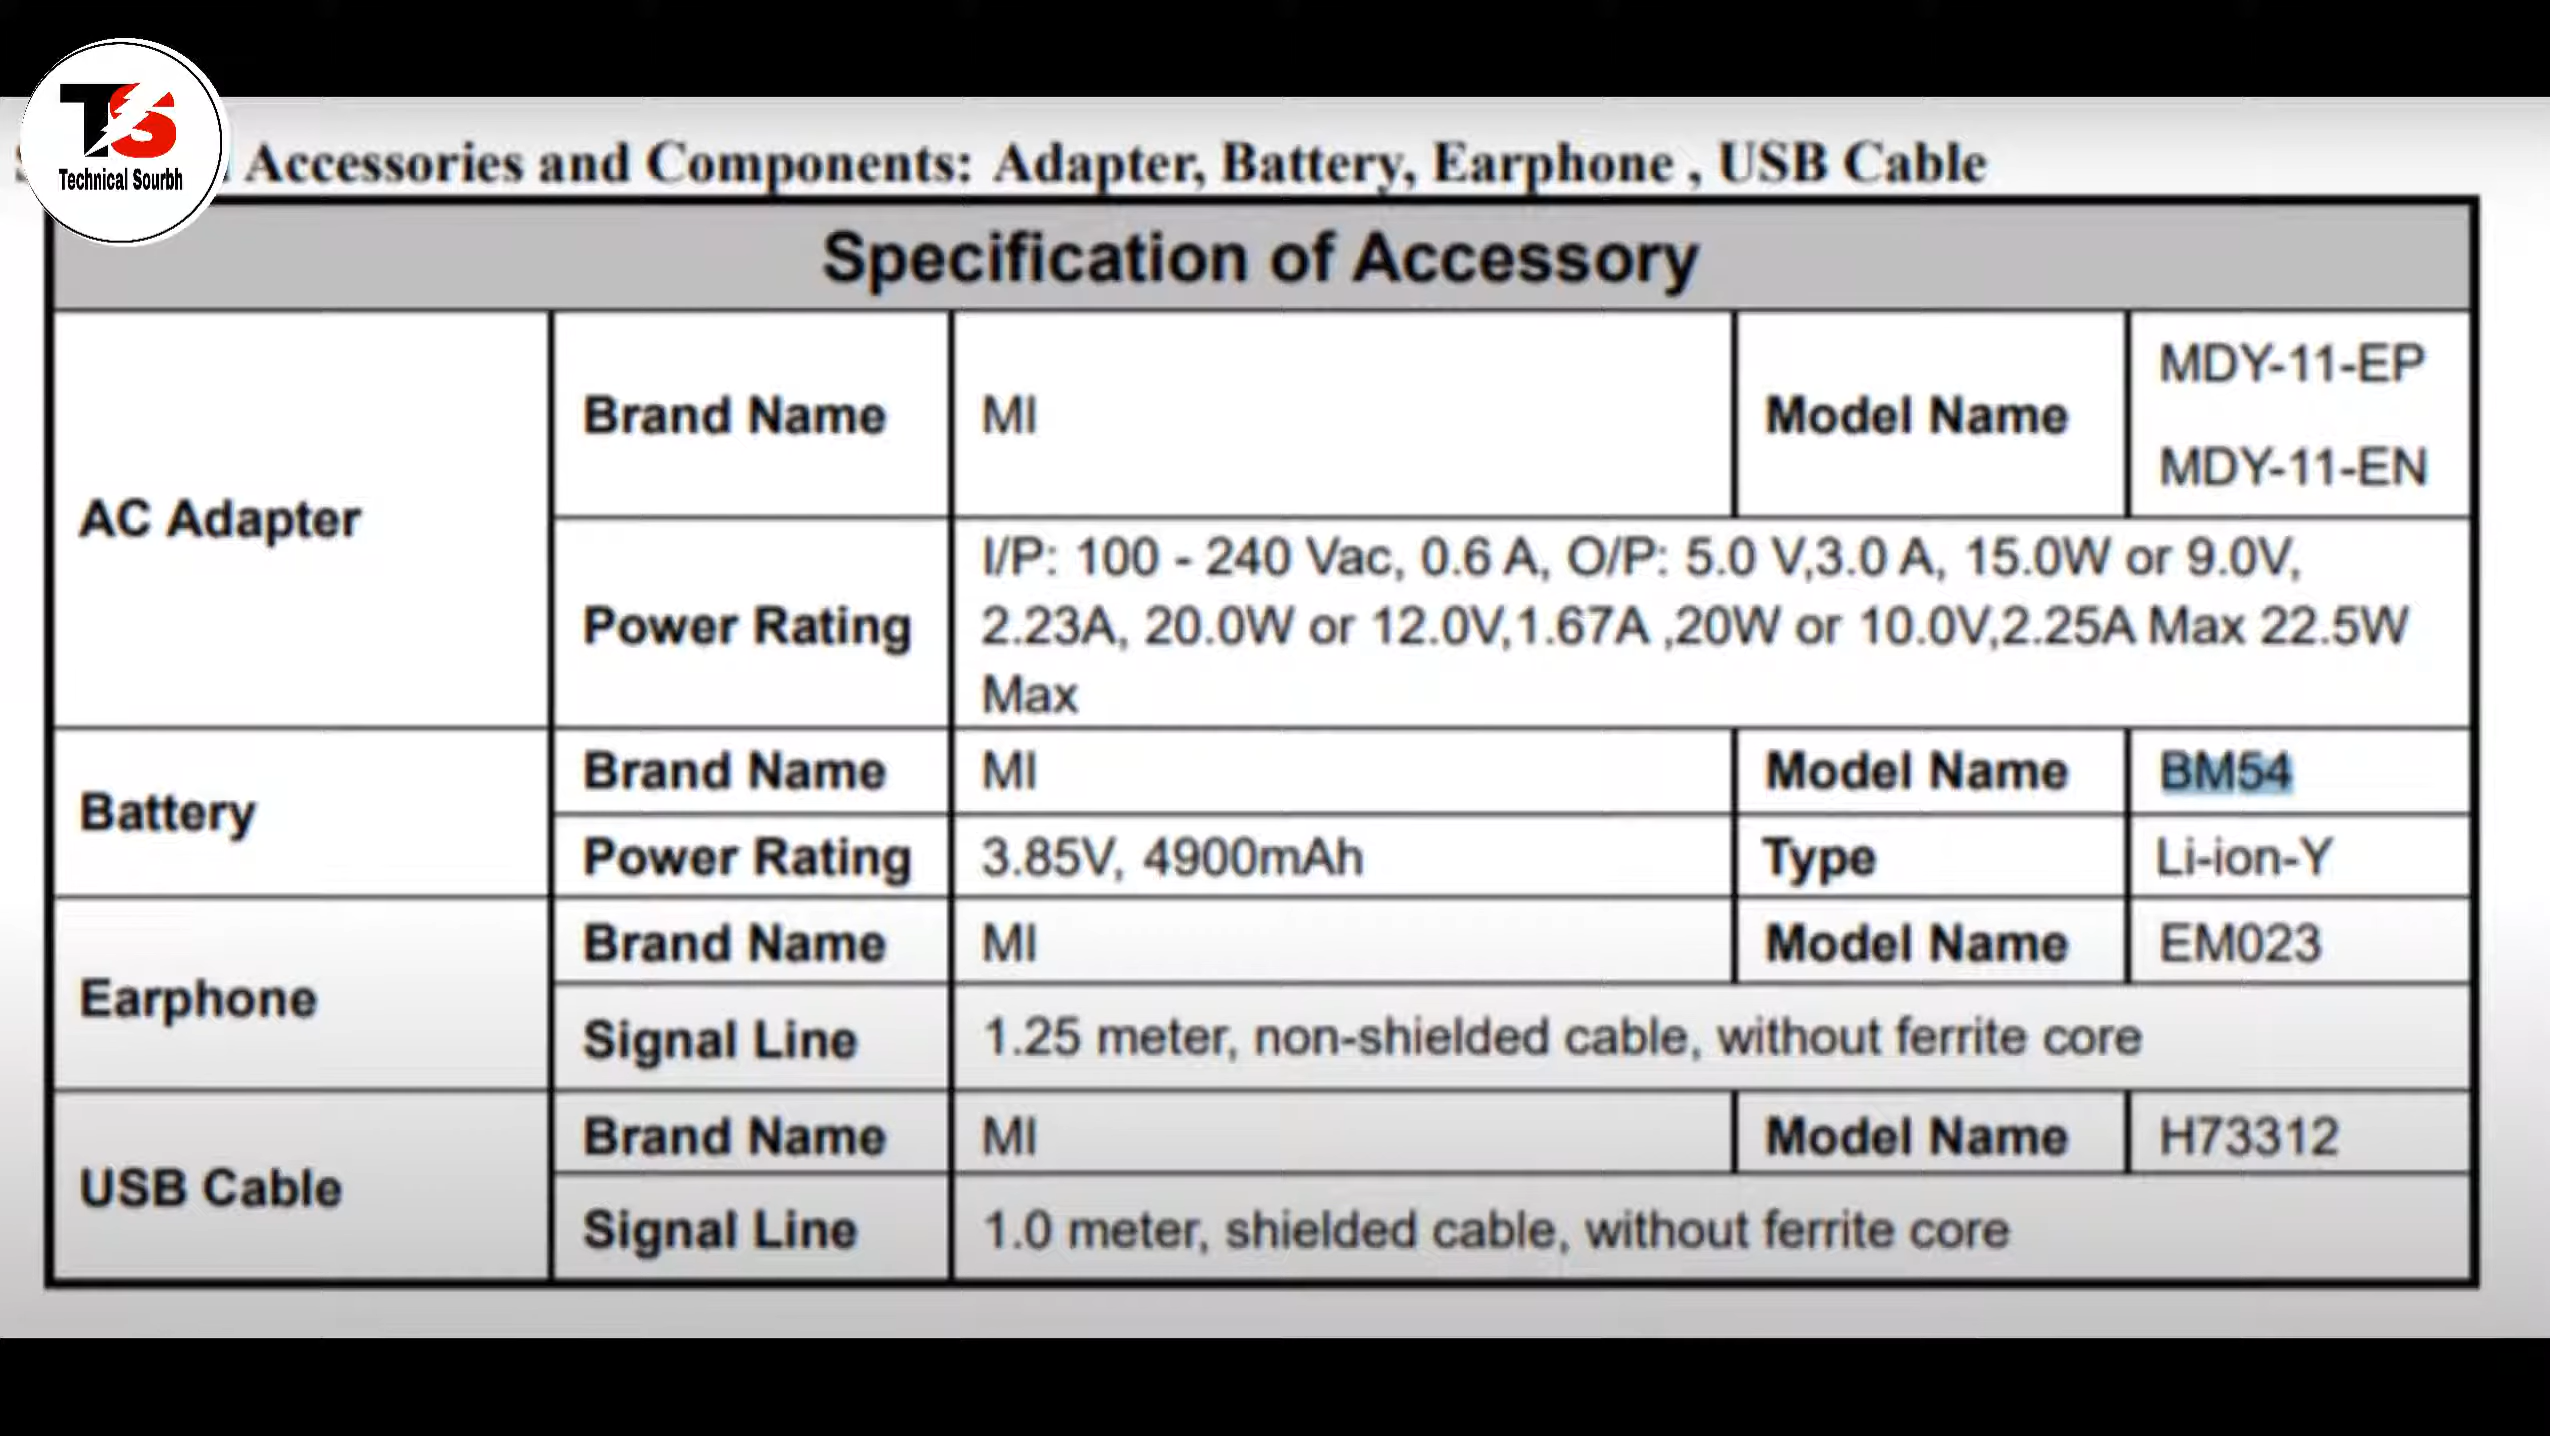 TS
Technical Sourbh
Accessories and Components: Adapter, Battery, Earphone , USB Cable
Specification of Accessory
AC Adapter
Brand Name
MI
Model Name
MDY-11-EP
MDY-11-EN
Power Rating
I/P: 100 - 240 Vac, 0.6 A, O/P: 5.0 V,3.0 A, 15.0W or 9.0V,
2.23A, 20.0W or 12.0V,1.67A ,20W or 10.0V,2.25A Max 22.5W
Max
Battery
Brand Name
MI
Model Name
BM54
Power Rating
3.85V, 4900mAh
Type
Li-ion-Y
Earphone
Brand Name
MI
Model Name
EM023
Signal Line
1.25 meter, non-shielded cable, without ferrite core
USB Cable
Brand Name
MI
Model Name
H73312
Signal Line
1.0 meter, shielded cable, without ferrite core